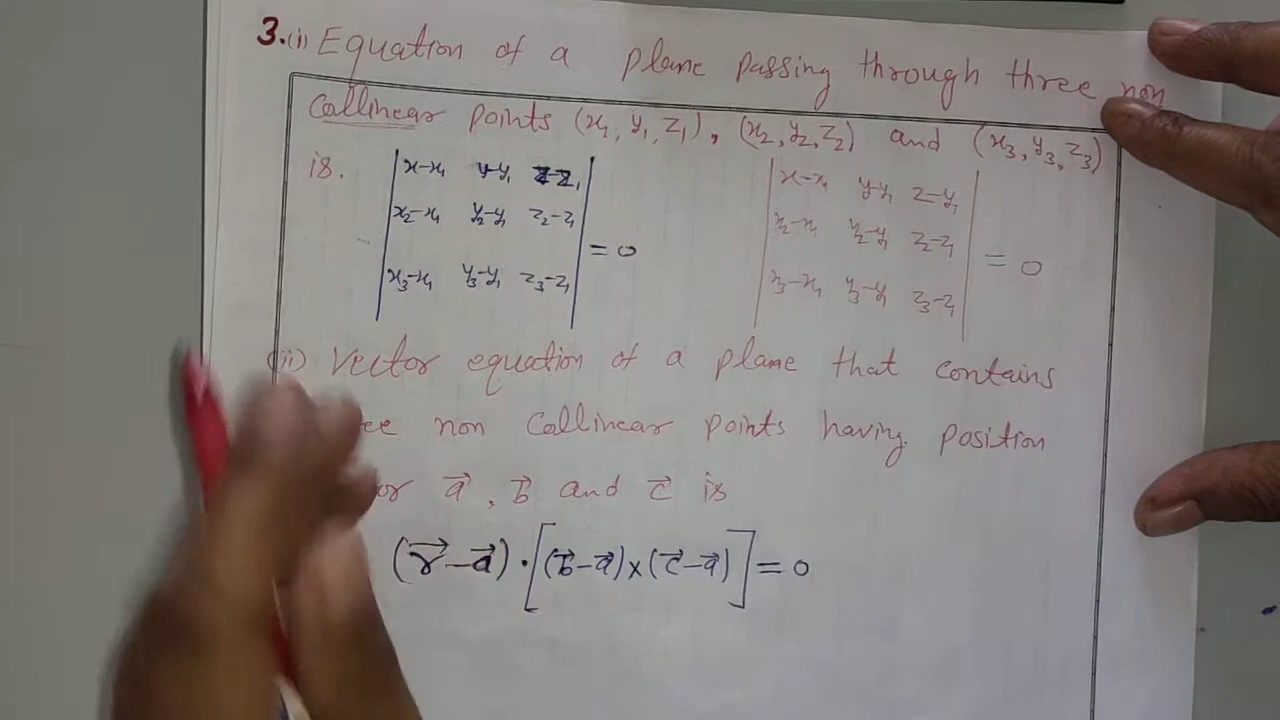 3.(i) Equation of a plane passing through three non
Collinear points (x₁, y₁, z₁), (x₂, y₂, z₂) and (x₃, y₃, z₃)
is.
| x-x₁ y-y₁ z-z₁ |
| x₂-x₁ y₂-y₁ z₂-z₁ | = 0
| x₃-x₁ y₃-y₁ z₃-z₁ |
| x-x₁ y-y₁ z-y₁ |
| x₂-x₁ y₂-y₁ z₂-z₁ | = 0
| x₃-x₁ y₃-y₁ z₃-z₁ |
(ii) Vector equation of a plane that contains
non Collinear points having position
a⃗, b⃗ and c⃗ is
(r⃗-a⃗)·[(b⃗-a⃗)×(c⃗-a⃗)]=0